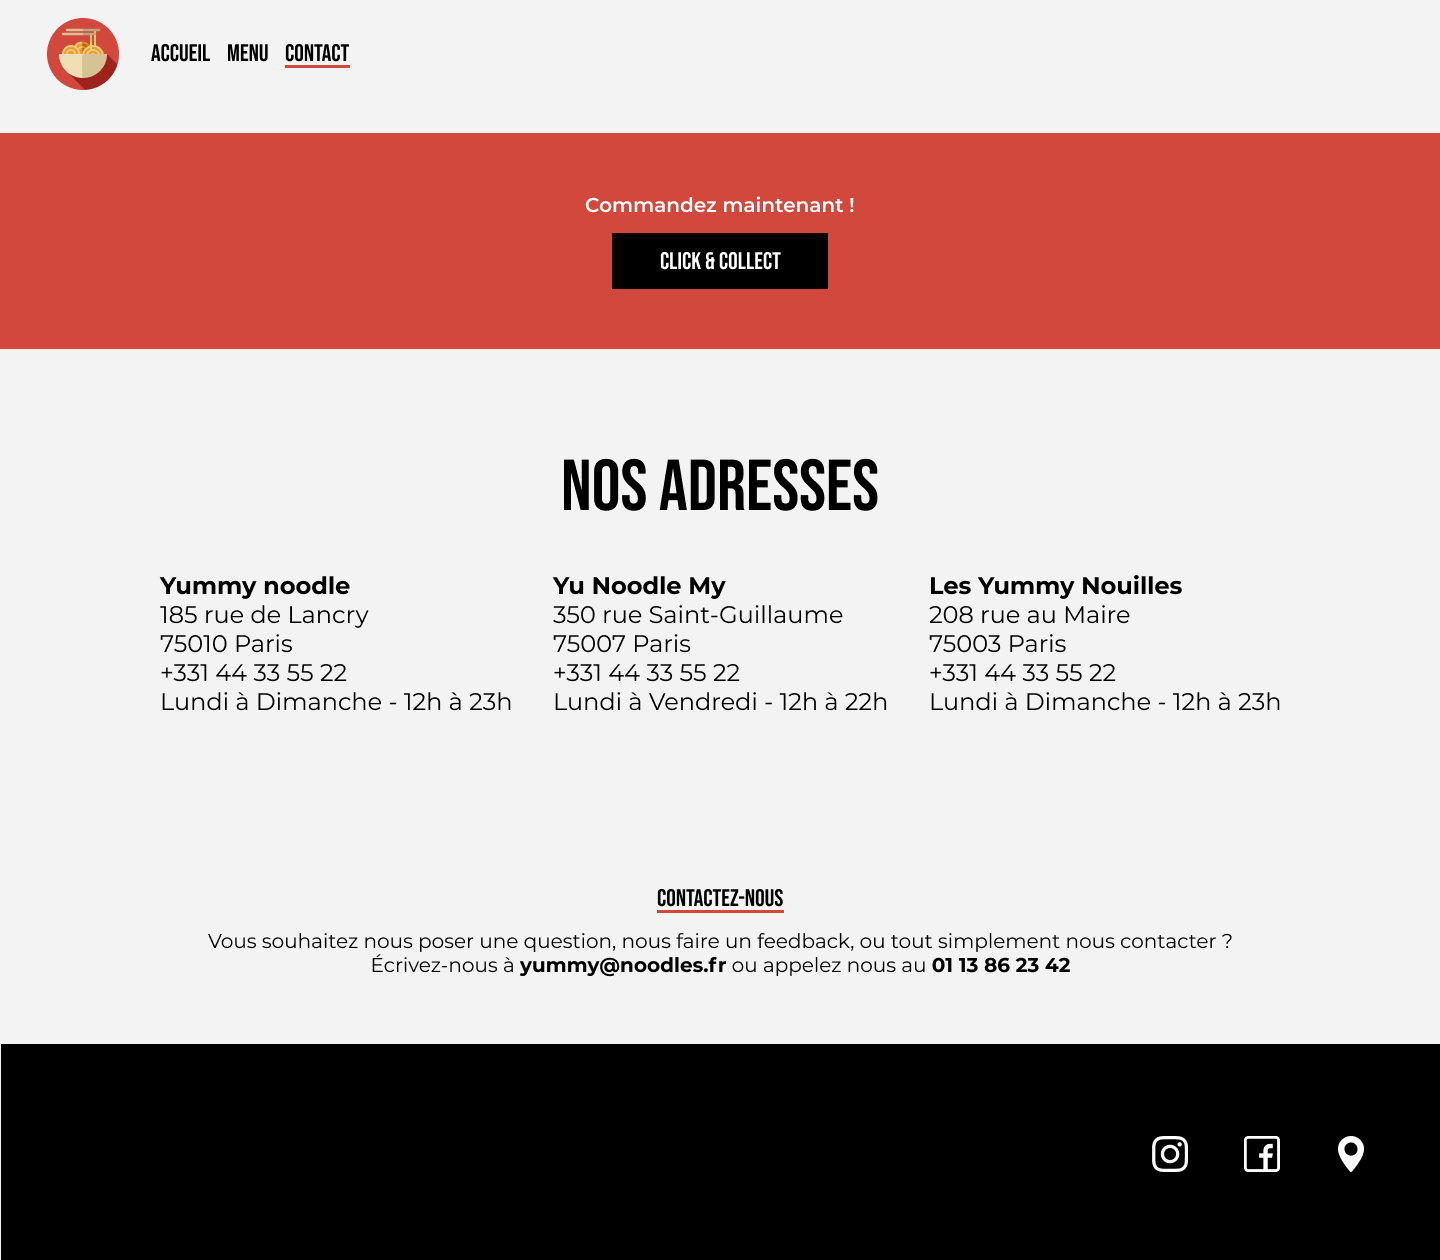 ACCUEIL MENU CONTACT
Commandez maintenant !
CLICK & COLLECT
NOS ADRESSES
Yummy noodle
185 rue de Lancry
75010 Paris
+331 44 33 55 22
Lundi à Dimanche - 12h à 23h
Yu Noodle My
350 rue Saint-Guillaume
75007 Paris
+331 44 33 55 22
Lundi à Vendredi - 12h à 22h
Les Yummy Nouilles
208 rue au Maire
75003 Paris
+331 44 33 55 22
Lundi à Dimanche - 12h à 23h
CONTACTEZ-NOUS
Vous souhaitez nous poser une question, nous faire un feedback, ou tout simplement nous contacter ?
Écrivez-nous à yummy@noodles.fr ou appelez nous au 01 13 86 23 42